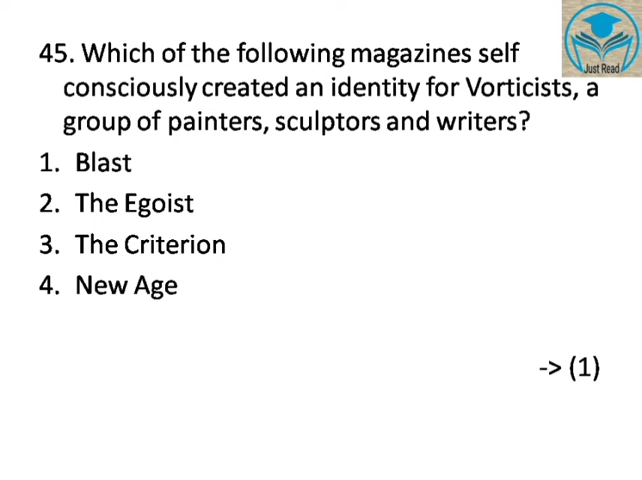 Just Read
45. Which of the following magazines self
consciously created an identity for Vorticists, a
group of painters, sculptors and writers?
1. Blast
2. The Egoist
3. The Criterion
4. New Age
-> (1)